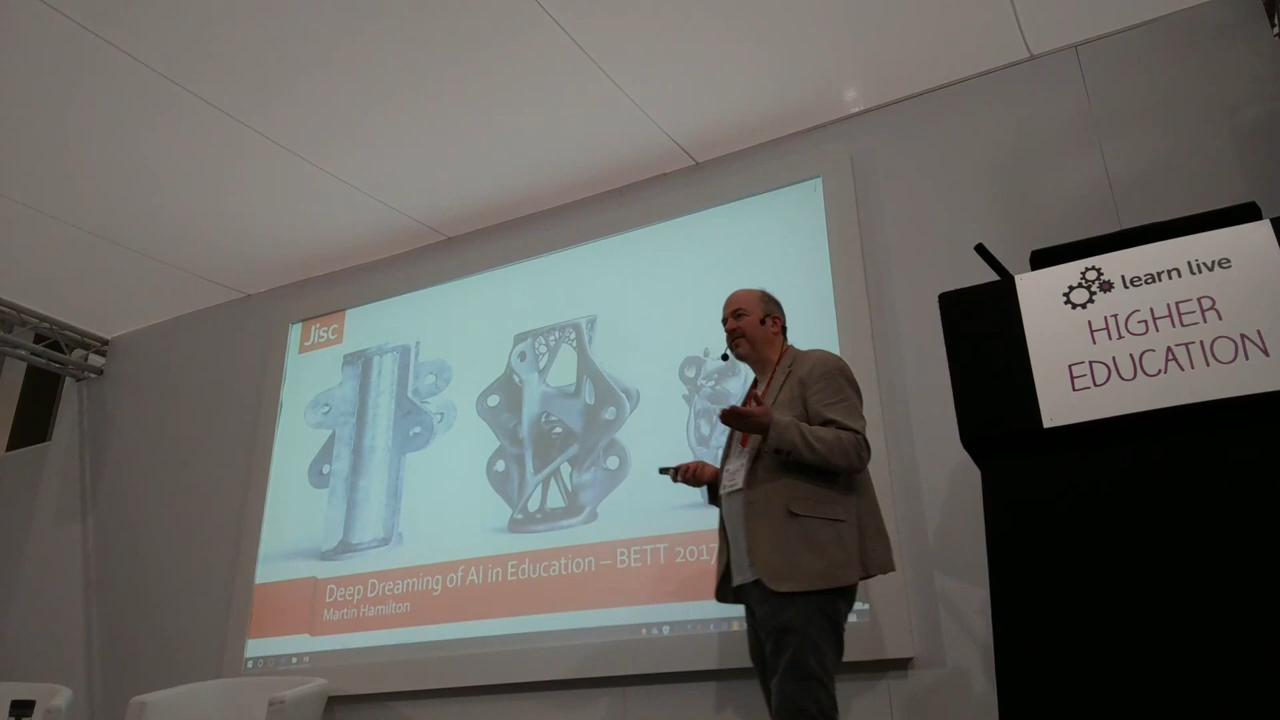 Jisc
Deep Dreaming of AI in Education – BETT 2017
Martin Hamilton
learn live
HIGHER
EDUCATION